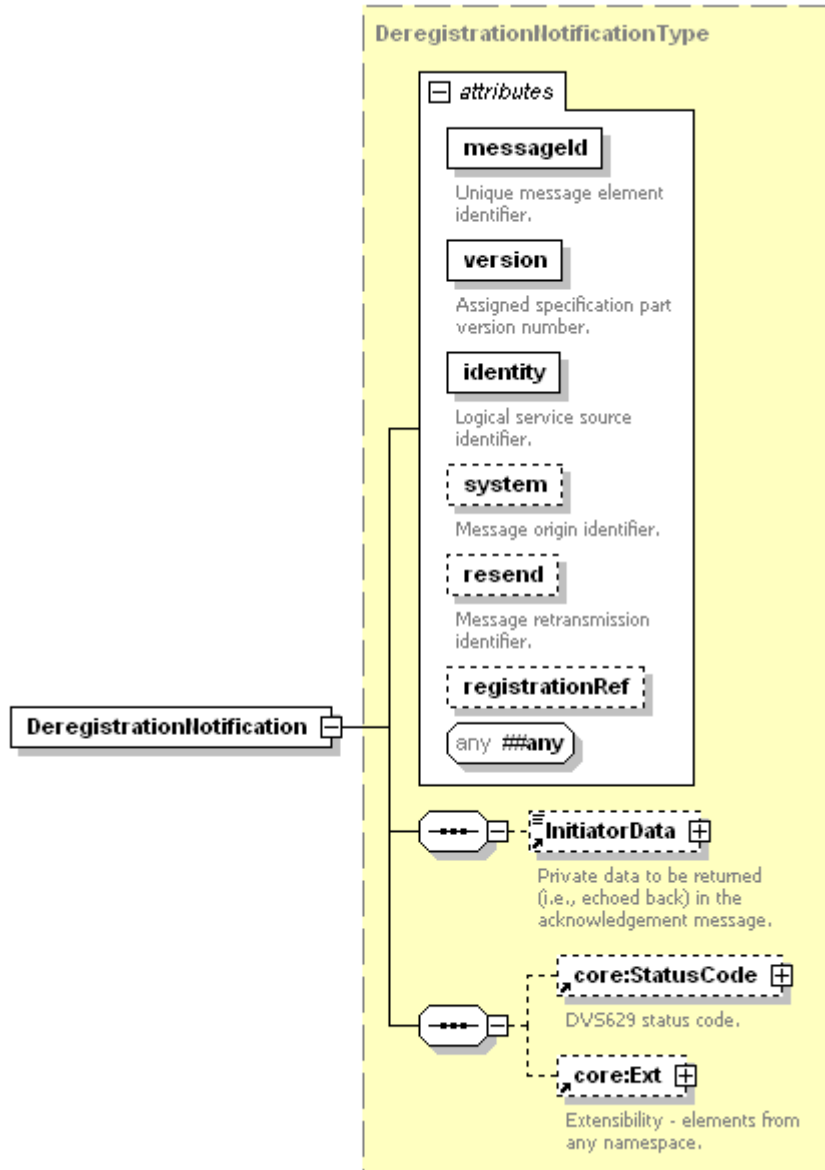 DeregistrationNotificationType
attributes
messageId
Unique message element
identifier.
version
Assigned specification part
version number.
identity
Logical service source
identifier.
system
Message origin identifier.
resend
Message retransmission
identifier.
registrationRef
any ##any
DeregistrationNotification
InitiatorData
Private data to be returned
(i.e., echoed back) in the
acknowledgement message.
core:StatusCode
DVS629 status code.
core:Ext
Extensibility - elements from
any namespace.